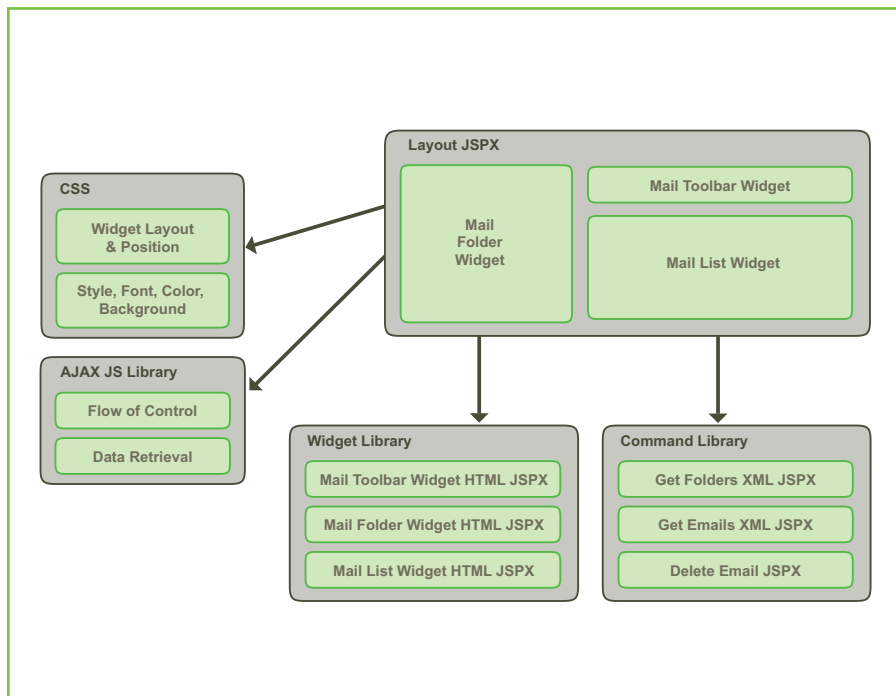 Layout JSPX
Mail
Folder
Widget
Mail Toolbar Widget
Mail List Widget
CSS
Widget Layout
& Position
Style, Font, Color,
Background
AJAX JS Library
Flow of Control
Data Retrieval
Widget Library
Mail Toolbar Widget HTML JSPX
Mail Folder Widget HTML JSPX
Mail List Widget HTML JSPX
Command Library
Get Folders XML JSPX
Get Emails XML JSPX
Delete Email JSPX